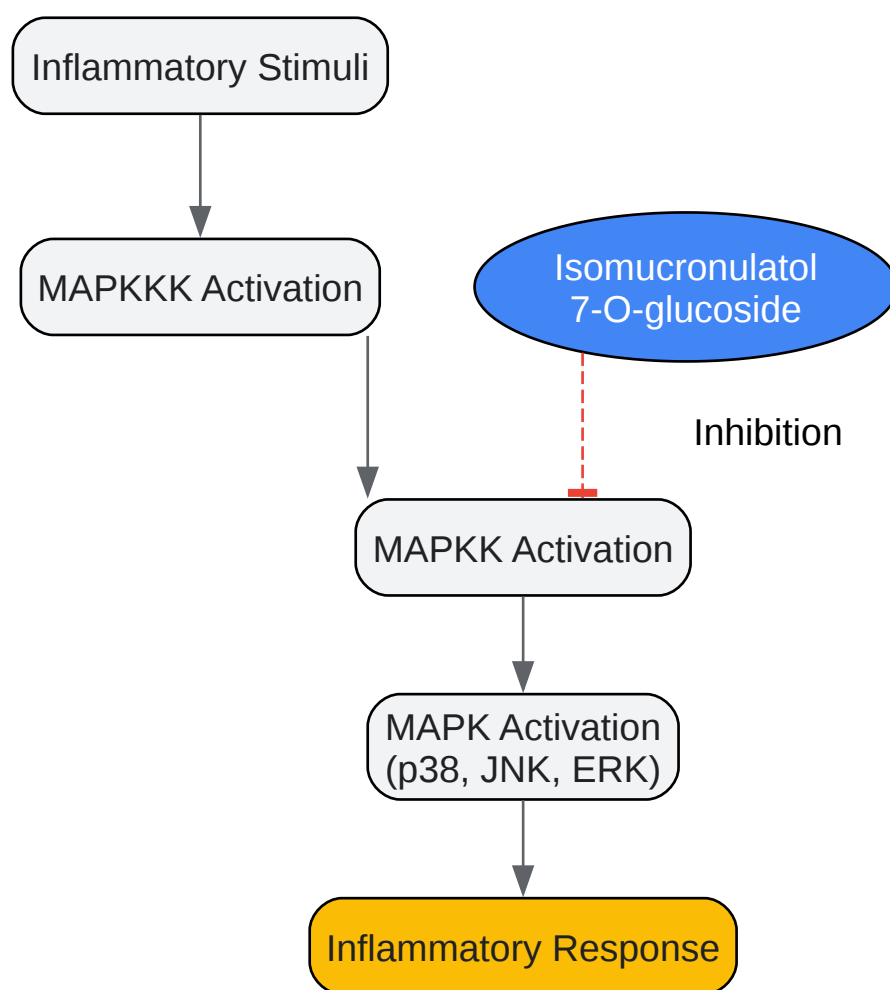 Inflammatory Stimuli
MAPKKK Activation
Isomucronulatol
7-O-glucoside
Inhibition
MAPKK Activation
MAPK Activation
(p38, JNK, ERK)
Inflammatory Response